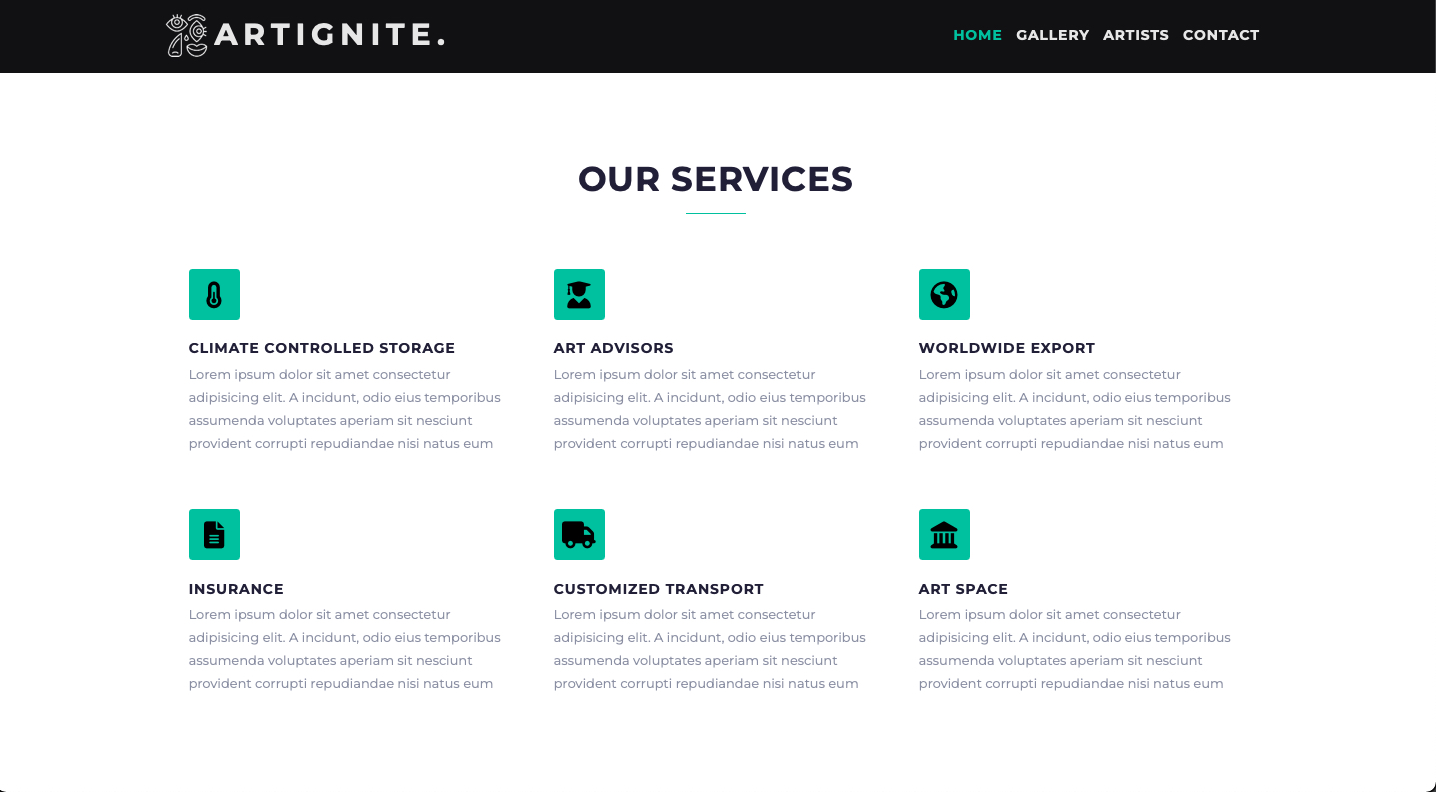 ARTIGNITE.
HOME GALLERY ARTISTS CONTACT
OUR SERVICES
CLIMATE CONTROLLED STORAGE
Lorem ipsum dolor sit amet consectetur
adipisicing elit. A incidunt, odio eius temporibus
assumenda voluptates aperiam sit nesciunt
provident corrupti repudiandae nisi natus eum
ART ADVISORS
Lorem ipsum dolor sit amet consectetur
adipisicing elit. A incidunt, odio eius temporibus
assumenda voluptates aperiam sit nesciunt
provident corrupti repudiandae nisi natus eum
WORLDWIDE EXPORT
Lorem ipsum dolor sit amet consectetur
adipisicing elit. A incidunt, odio eius temporibus
assumenda voluptates aperiam sit nesciunt
provident corrupti repudiandae nisi natus eum
INSURANCE
Lorem ipsum dolor sit amet consectetur
adipisicing elit. A incidunt, odio eius temporibus
assumenda voluptates aperiam sit nesciunt
provident corrupti repudiandae nisi natus eum
CUSTOMIZED TRANSPORT
Lorem ipsum dolor sit amet consectetur
adipisicing elit. A incidunt, odio eius temporibus
assumenda voluptates aperiam sit nesciunt
provident corrupti repudiandae nisi natus eum
ART SPACE
Lorem ipsum dolor sit amet consectetur
adipisicing elit. A incidunt, odio eius temporibus
assumenda voluptates aperiam sit nesciunt
provident corrupti repudiandae nisi natus eum